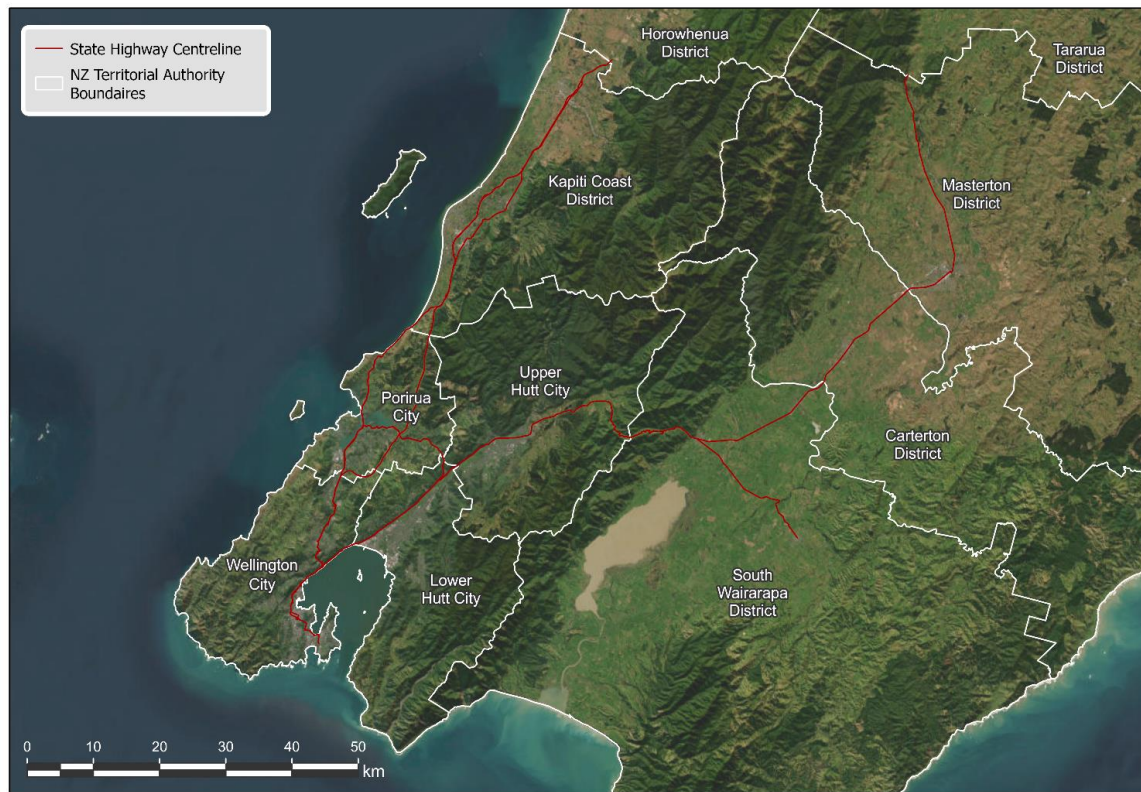 State Highway Centreline
NZ Territorial Authority
Boundaires
Horowhenua
District
Tararua
District
Kapiti Coast
District
Masterton
District
Upper
Hutt City
Porirua
City
Carterton
District
Wellington
City
Lower
Hutt City
South
Wairarapa
District
0 10 20 30 40 50
km